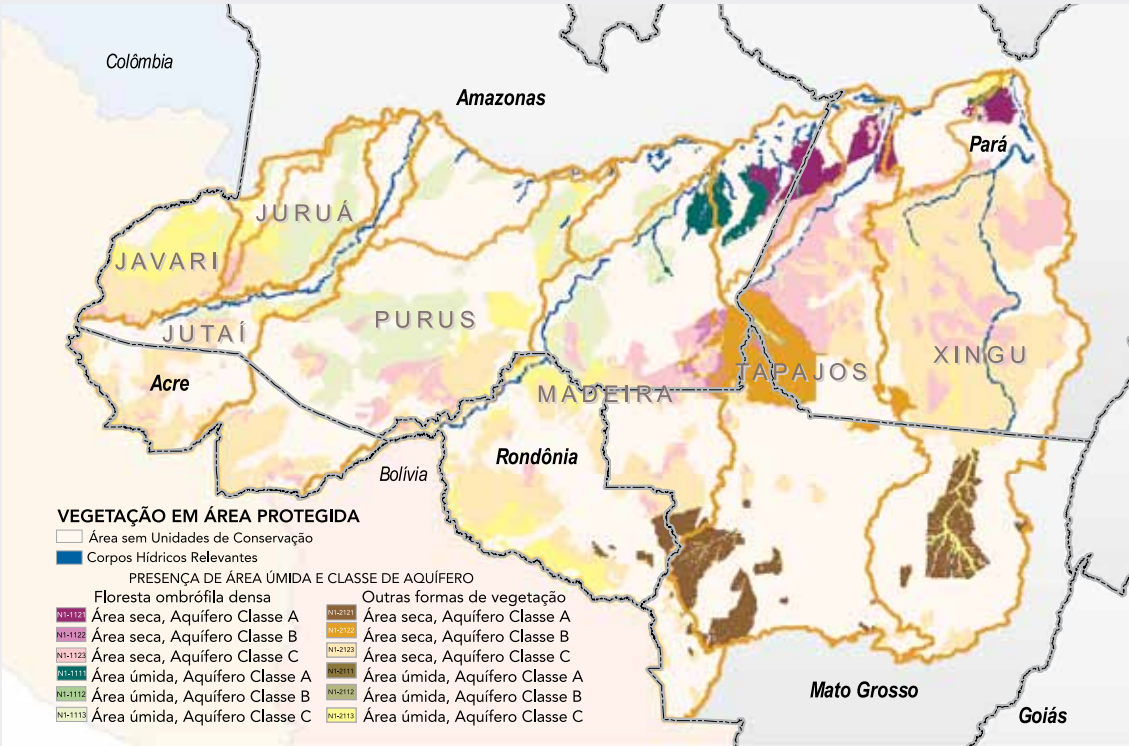 Colômbia
Amazonas
Pará
JURUÁ
JAVARI
PURUS
JUTAÍ
XINGU
TAPAJOS
Acre
MADEIRA
Rondônia
Bolívia
Mato Grosso
Goiás
VEGETAÇÃO EM ÁREA PROTEGIDA
Área sem Unidades de Conservação
Corpos Hídricos Relevantes
PRESENÇA DE ÁREA ÚMIDA E CLASSE DE AQUÍFERO
Floresta ombrófila densa
N1-1121 Área seca, Aquífero Classe A
N1-1122 Área seca, Aquífero Classe B
N1-1123 Área seca, Aquífero Classe C
N1-1111 Área úmida, Aquífero Classe A
N1-1112 Área úmida, Aquífero Classe B
N1-1113 Área úmida, Aquífero Classe C
Outras formas de vegetação
N1-2121 Área seca, Aquífero Classe A
N1-2122 Área seca, Aquífero Classe B
N1-2123 Área seca, Aquífero Classe C
N1-2111 Área úmida, Aquífero Classe A
N1-2112 Área úmida, Aquífero Classe B
N1-2113 Área úmida, Aquífero Classe C